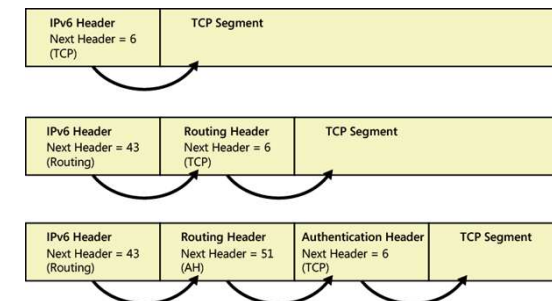 IPv6 Header
Next Header = 6
(TCP)
TCP Segment
IPv6 Header
Next Header = 43
(Routing)
Routing Header
Next Header = 6
(TCP)
TCP Segment
IPv6 Header
Next Header = 43
(Routing)
Routing Header
Next Header = 51
(AH)
Authentication Header
Next Header = 6
(TCP)
TCP Segment